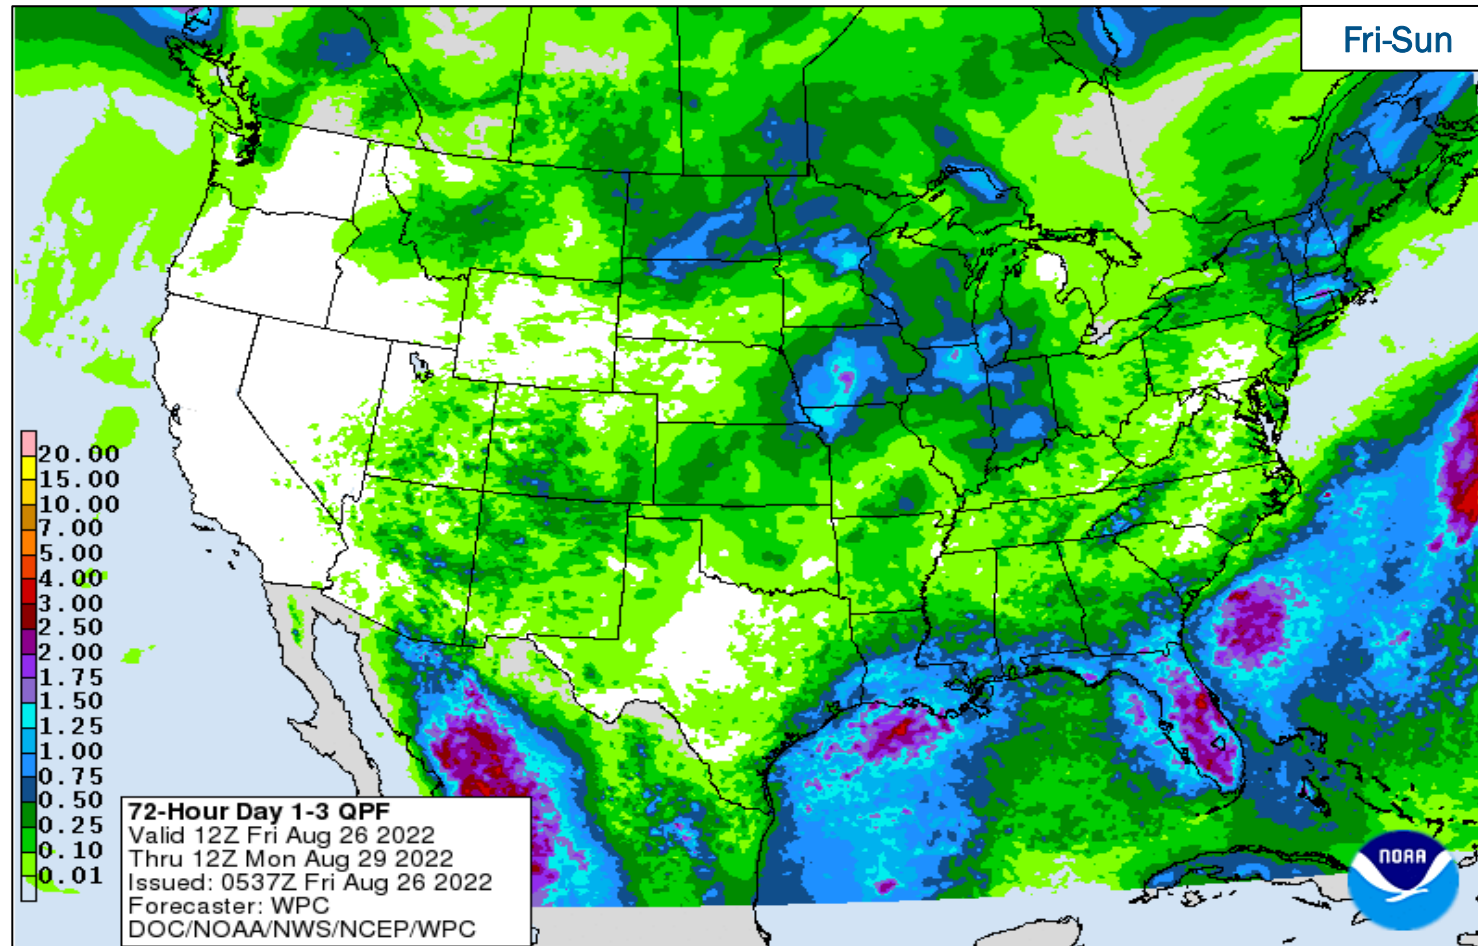 Fri-Sun
20.00
15.00
10.00
7.00
5.00
4.00
3.00
2.50
2.00
1.75
1.50
1.25
1.00
0.75
0.50
0.25
0.10
0.01
72-Hour Day 1-3 QPF
Valid 12Z Fri Aug 26 2022
Thru 12Z Mon Aug 29 2022
Issued: 0537Z Fri Aug 26 2022
Forecaster: WPC
DOC/NOAA/NWS/NCEP/WPC
NOAA